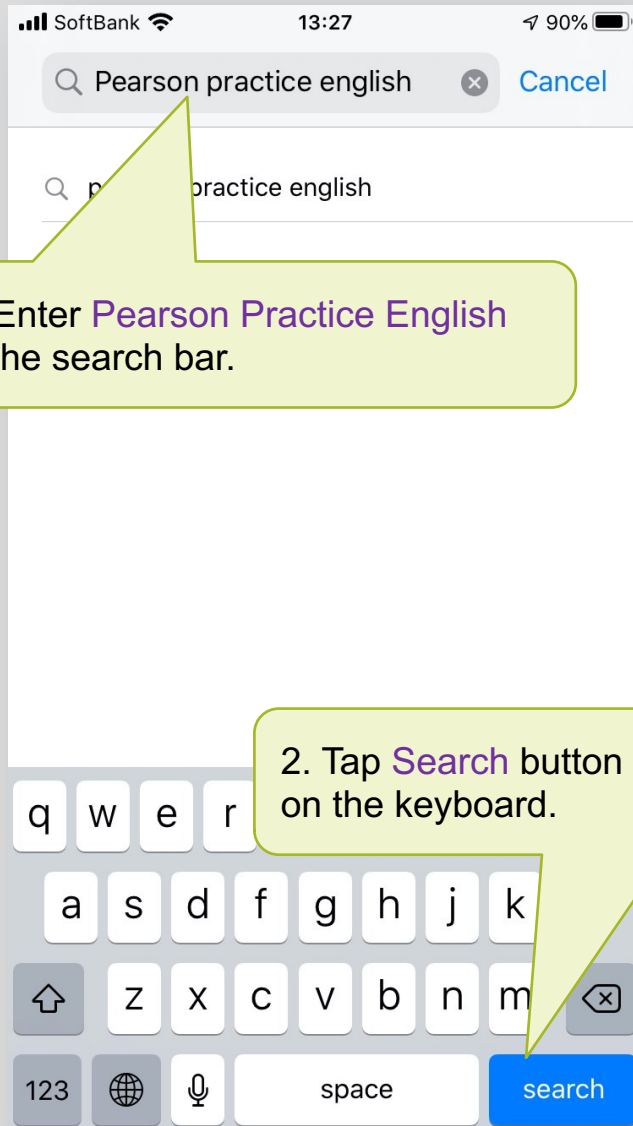 SoftBank 13:27 90%
Pearson practice english Cancel
practice english
Enter Pearson Practice English
he search bar.
2. Tap Search button
on the keyboard.
q w e r
a s d f g h j k
z x c v b n m
123 space search